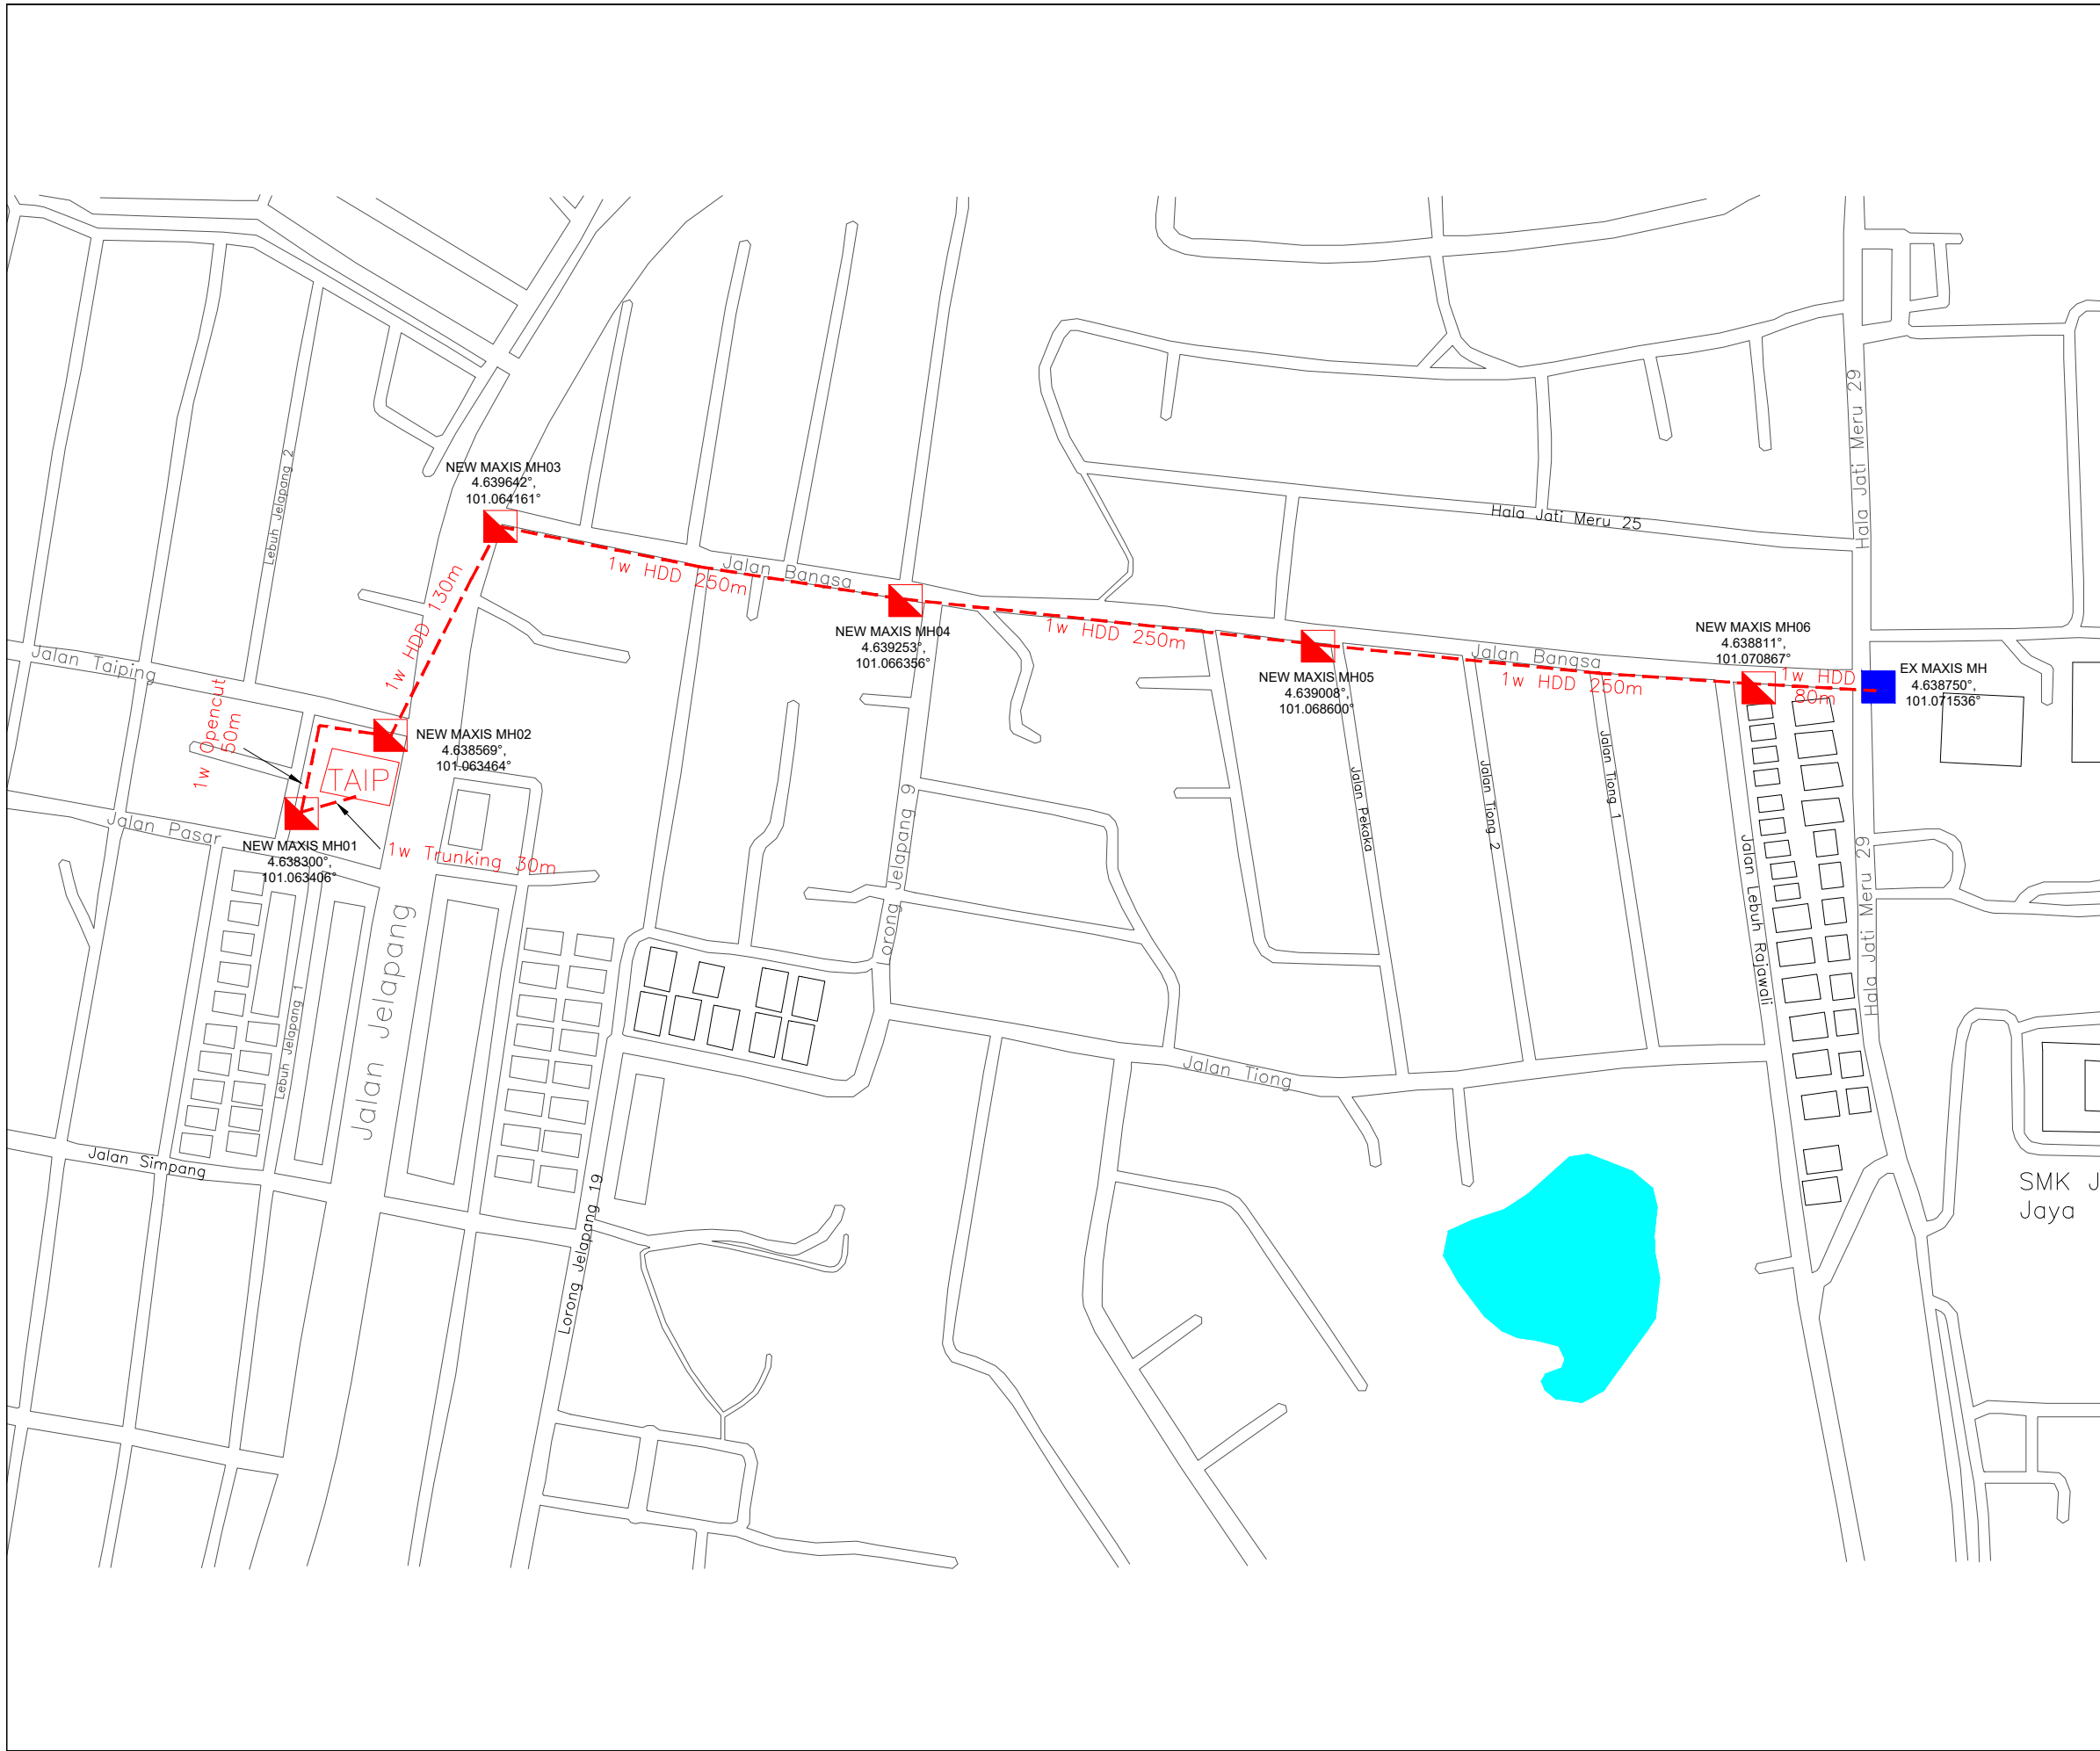 Hala Jati Meru 29
Lebuh Jelapang 2
NEW MAXIS MH03
4.639642°,
101.064161°
Hala Jati Meru 25
1w HDD 130m
1w HDD 250m
Jalan Bangsa
NEW MAXIS MH04
4.639253°,
101.066356°
1w HDD 250m
NEW MAXIS MH05
4.639008°,
101.068600°
Jalan Bangsa
1w HDD 250m
NEW MAXIS MH06
4.638811°,
101.070867°
1w HDD
80m
EX MAXIS MH
4.638750°,
101.071536°
Jalan Taiping
1w Opencut
50m
NEW MAXIS MH02
4.638569°,
101.063464°
TAIP
Jalan Pasar
NEW MAXIS MH01
4.638300°,
101.063406°
1w Trunking 30m
Jalan Pekaka
Jalan Tiong 2
Jalan Tiong 1
Jalan Lebuh Rajawali
Hala Jati Meru 29
Lorong Jelapang 9
Jalan Jelapang
Lebuh Jelapang 1
Jalan Tiong
Jalan Simpang
Lorong Jelapang 19
SMK J
Jaya